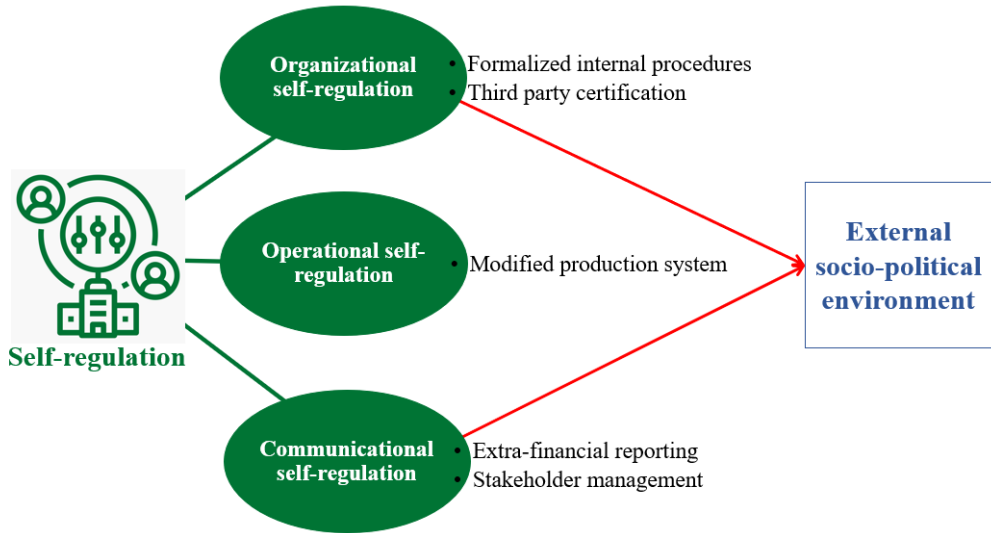 Organizational
self-regulation
• Formalized internal procedures
• Third party certification
Self-regulation
Operational self-
regulation
• Modified production system
External
socio-political
environment
Communicational
self-regulation
• Extra-financial reporting
• Stakeholder management